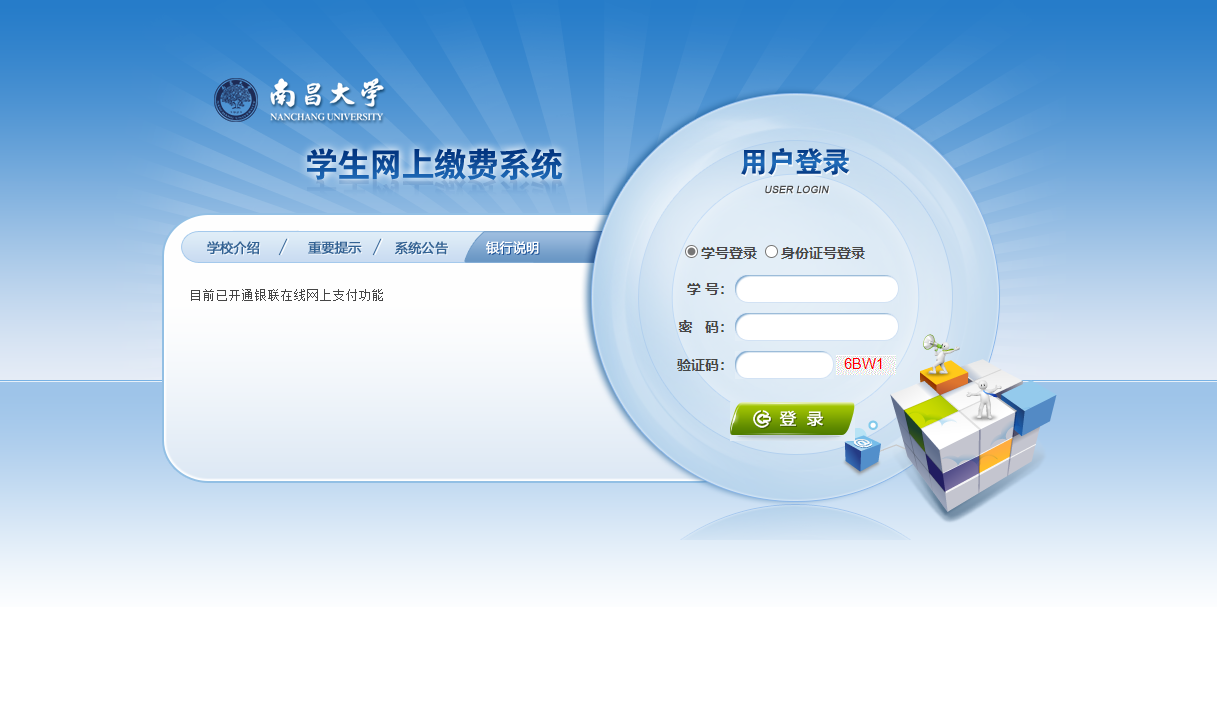 南昌大学
NANCHANG UNIVERSITY
学生网上缴费系统
用户登录
USER LOGIN
学校介绍 / 重要提示 / 系统公告 银行说明
目前已开通银联在线网上支付功能
学号登录 身份证号登录
学 号：
密 码：
验证码： 6BW1
登 录